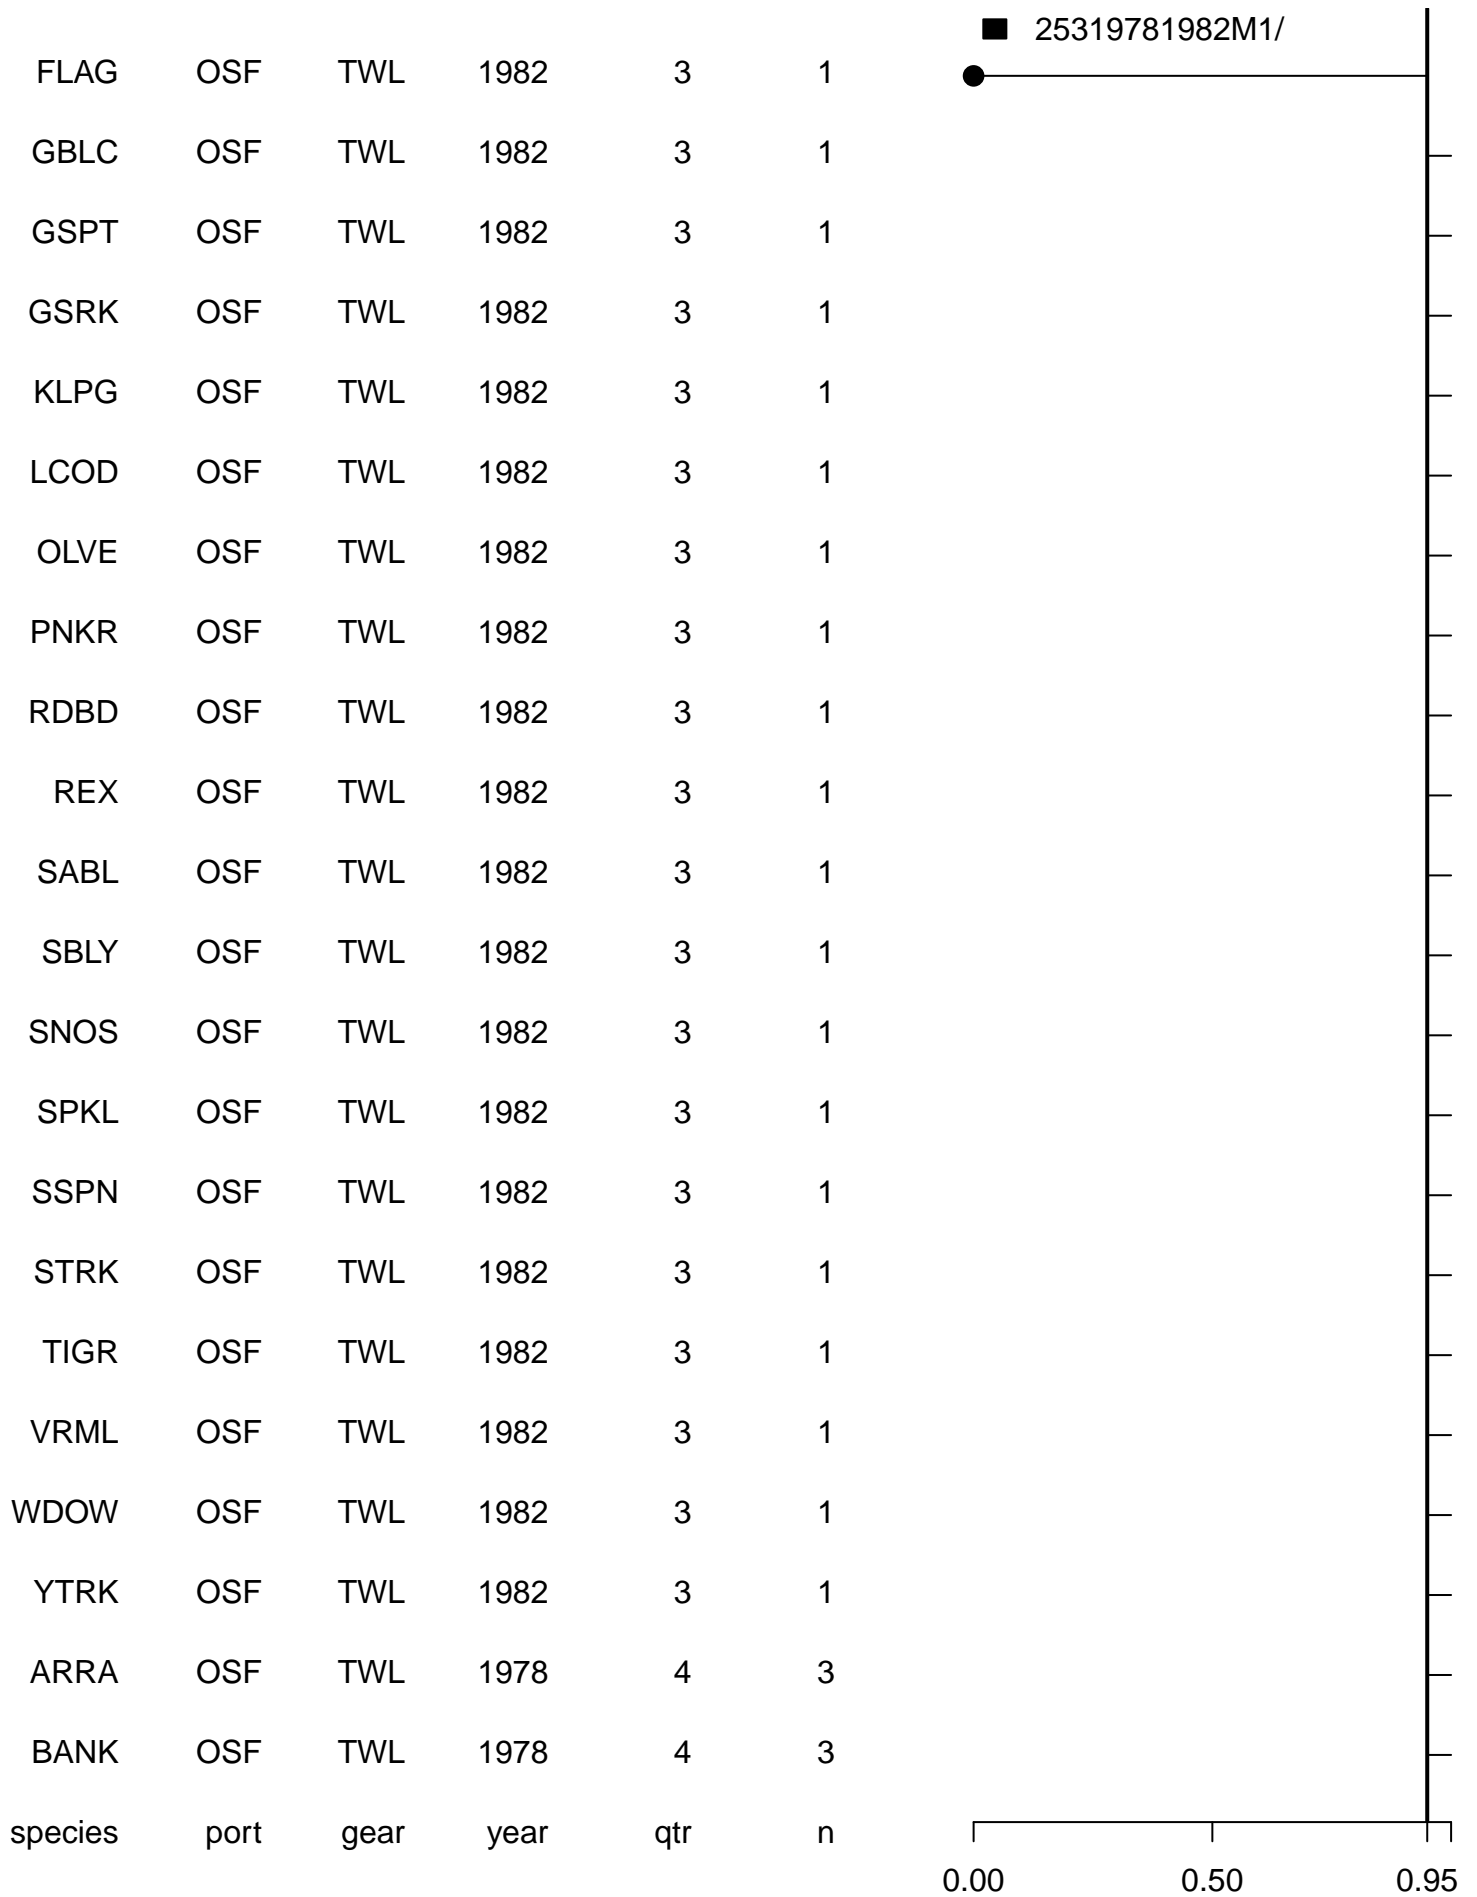 25319781982M1/
FLAG OSF TWL 1982 3 1
GBLC OSF TWL 1982 3 1
GSPT OSF TWL 1982 3 1
GSRK OSF TWL 1982 3 1
KLPG OSF TWL 1982 3 1
LCOD OSF TWL 1982 3 1
OLVE OSF TWL 1982 3 1
PNKR OSF TWL 1982 3 1
RDBD OSF TWL 1982 3 1
REX OSF TWL 1982 3 1
SABL OSF TWL 1982 3 1
SBLY OSF TWL 1982 3 1
SNOS OSF TWL 1982 3 1
SPKL OSF TWL 1982 3 1
SSPN OSF TWL 1982 3 1
STRK OSF TWL 1982 3 1
TIGR OSF TWL 1982 3 1
VRML OSF TWL 1982 3 1
WDOW OSF TWL 1982 3 1
YTRK OSF TWL 1982 3 1
ARRA OSF TWL 1978 4 3
BANK OSF TWL 1978 4 3
species port gear year qtr n
0.00 0.50 0.95